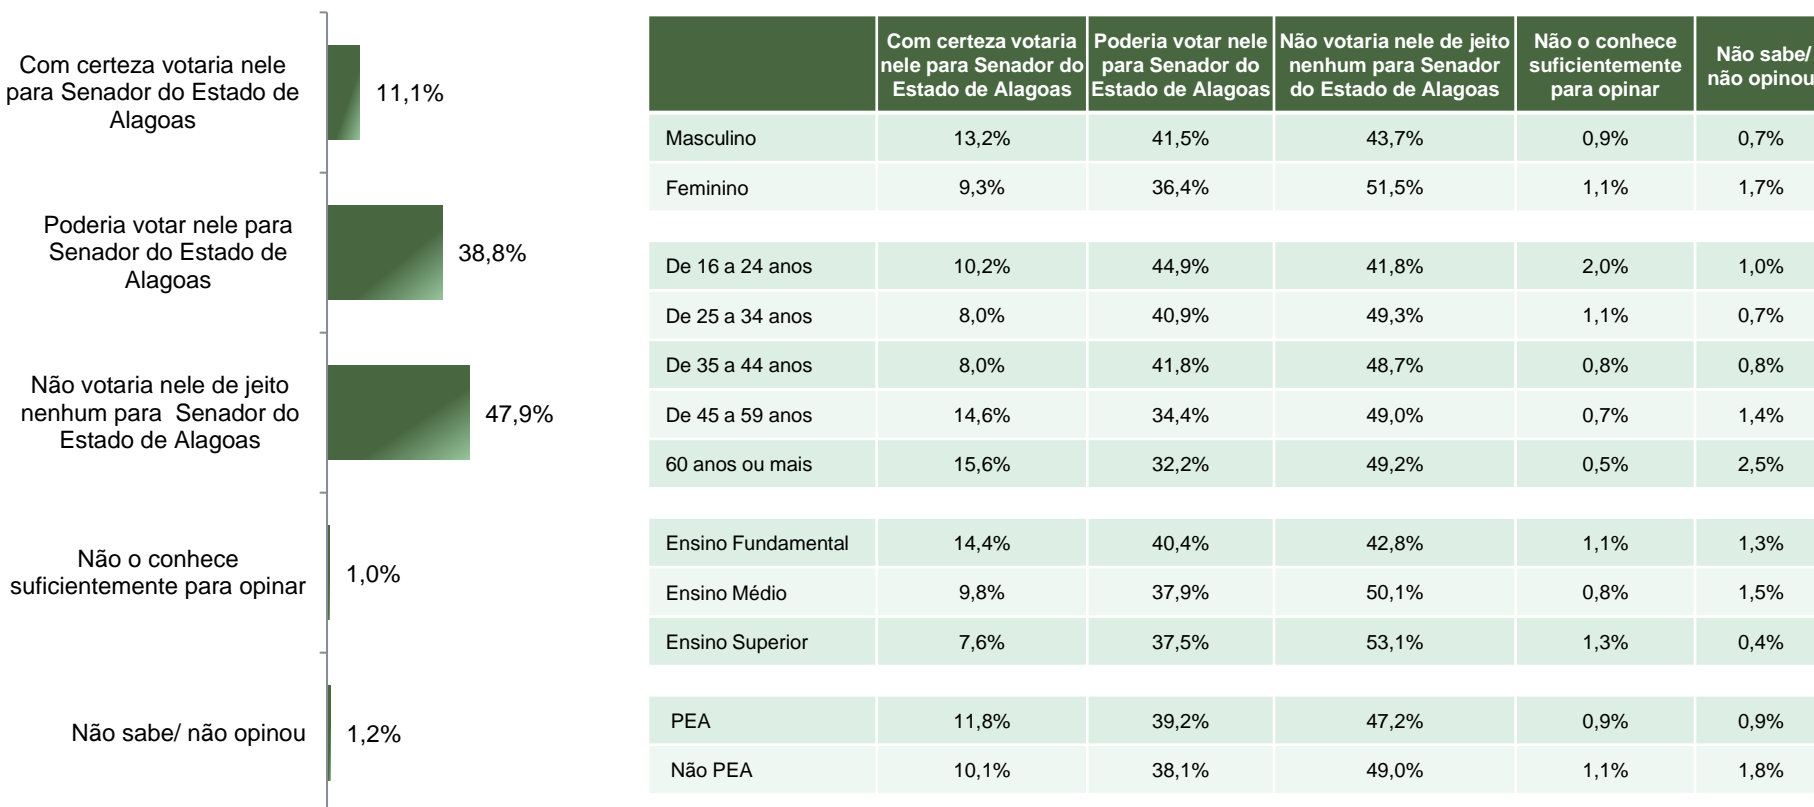 Com certeza votaria nele
para Senador do Estado de
Alagoas
11,1%
Poderia votar nele para
Senador do Estado de
Alagoas
38,8%
Não votaria nele de jeito
nenhum para Senador do
Estado de Alagoas
47,9%
Não o conhece
suficientemente para opinar
1,0%
Não sabe/ não opinou
1,2%
Com certeza votaria
nele para Senador do
Estado de Alagoas
Poderia votar nele
para Senador do
Estado de Alagoas
Não votaria nele de jeito
nenhum para Senador
do Estado de Alagoas
Não o conhece
suficientemente
para opinar
Não sabe/
não opinou
Masculino 13,2% 41,5% 43,7% 0,9% 0,7%
Feminino 9,3% 36,4% 51,5% 1,1% 1,7%
De 16 a 24 anos 10,2% 44,9% 41,8% 2,0% 1,0%
De 25 a 34 anos 8,0% 40,9% 49,3% 1,1% 0,7%
De 35 a 44 anos 8,0% 41,8% 48,7% 0,8% 0,8%
De 45 a 59 anos 14,6% 34,4% 49,0% 0,7% 1,4%
60 anos ou mais 15,6% 32,2% 49,2% 0,5% 2,5%
Ensino Fundamental 14,4% 40,4% 42,8% 1,1% 1,3%
Ensino Médio 9,8% 37,9% 50,1% 0,8% 1,5%
Ensino Superior 7,6% 37,5% 53,1% 1,3% 0,4%
PEA 11,8% 39,2% 47,2% 0,9% 0,9%
Não PEA 10,1% 38,1% 49,0% 1,1% 1,8%